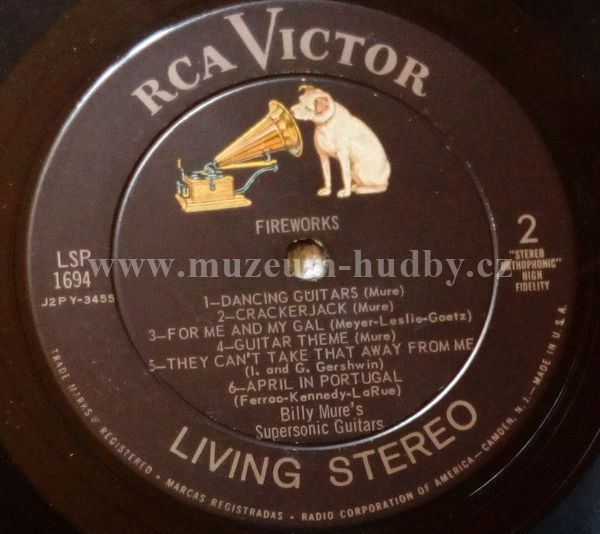 RCA VICTOR
FIREWORKS
LSP
1694
J2PY-3455
2
"STEREO
ORTHOPHONIC"
HIGH
FIDELITY
www.muzeum-hudby.cz
1—DANCING GUITARS (Mure)
2—CRACKERJACK (Mure)
3—FOR ME AND MY GAL (Meyer-Leslie-Goetz)
4—GUITAR THEME (Mure)
5—THEY CAN'T TAKE THAT AWAY FROM ME
(I. and G. Gershwin)
6—APRIL IN PORTUGAL
(Ferrao-Kennedy-LaRue)
Billy Mure's
Supersonic Guitars
LIVING STEREO
TRADE MARKS ® REGISTERED • MARCAS REGISTRADAS • RADIO CORPORATION OF AMERICA—CAMDEN, N. J.—MADE IN U.S.A.